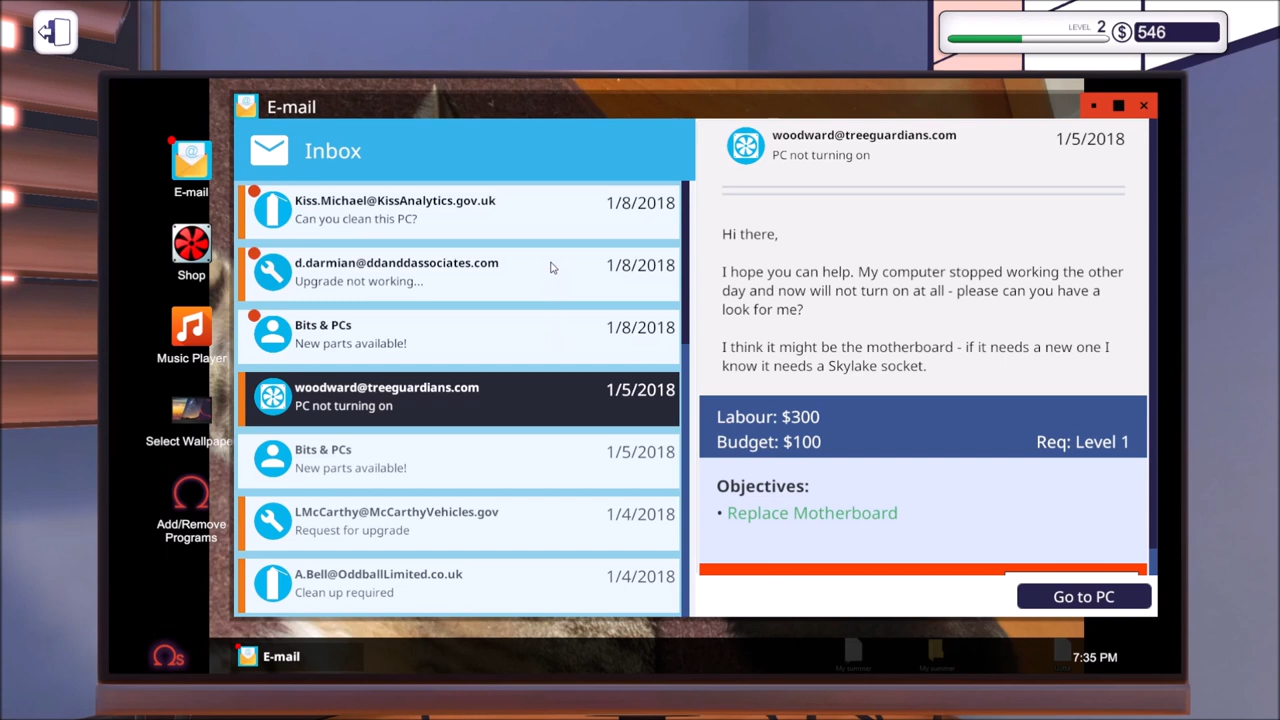 LEVEL 2 $ 546
E-mail
Inbox
Kiss.Michael@KissAnalytics.gov.uk 1/8/2018
Can you clean this PC?
d.darmian@ddanddassociates.com 1/8/2018
Upgrade not working...
Bits & PCs 1/8/2018
New parts available!
woodward@treeguardians.com 1/5/2018
PC not turning on
Bits & PCs 1/5/2018
New parts available!
LMcCarthy@McCarthyVehicles.gov 1/4/2018
Request for upgrade
A.Bell@OddballLimited.co.uk 1/4/2018
Clean up required
woodward@treeguardians.com 1/5/2018
PC not turning on
Hi there,
I hope you can help. My computer stopped working the other
day and now will not turn on at all - please can you have a
look for me?
I think it might be the motherboard - if it needs a new one I
know it needs a Skylake socket.
Labour: $300
Budget: $100 Req: Level 1
Objectives:
• Replace Motherboard
Go to PC
E-mail
Shop
Music Player
Select Wallpape
Add/Remove
Programs
Ωs
E-mail
My summer
My summer
7:35 PM